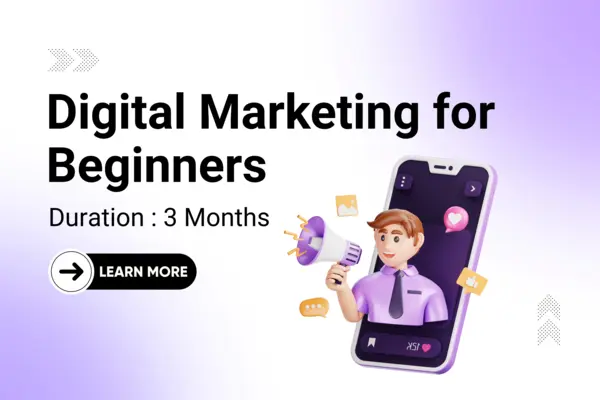 Digital Marketing for
Beginners
Duration : 3 Months
LEARN MORE